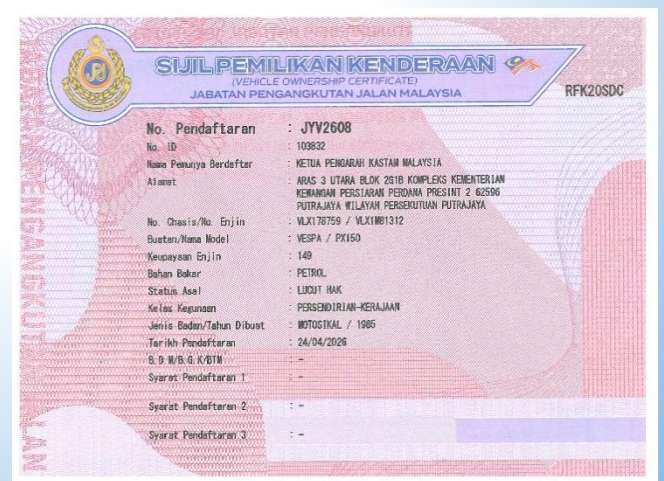 SIJIL PEMILIKAN KENDERAAN
(VEHICLE OWNERSHIP CERTIFICATE)
JABATAN PENGANGKUTAN JALAN MALAYSIA
RFK20SDC
No. Pendaftaran : JYV2608
No. ID : 103832
Nama Pemunya Berdaftar : KETUA PENGARAH KASTAM MALAYSIA
Alamat : ARAS 3 UTARA BLOK 2G1B KOMPLEKS KEMENTERIAN
KEWANGAN PERSIARAN PERDANA PRESINT 2 62596
PUTRAJAYA WILAYAH PERSEKUTUAN PUTRAJAYA
No. Chasis/No. Enjin : VLX178759 / VLX1M81312
Buatan/Nama Model : VESPA / PX150
Keupayaan Enjin : 149
Bahan Bakar : PETROL
Status Asal : LUCUT HAK
Kelas Kegunaan : PERSENDIRIAN-KERAJAAN
Jenis Badan/Tahun Dibuat : MOTOSIKAL / 1985
Tarikh Pendaftaran : 24/04/2026
B.D.M/B.G.K/BTM : -
Syarat Pendaftaran 1 : -
Syarat Pendaftaran 2 : -
Syarat Pendaftaran 3 : -